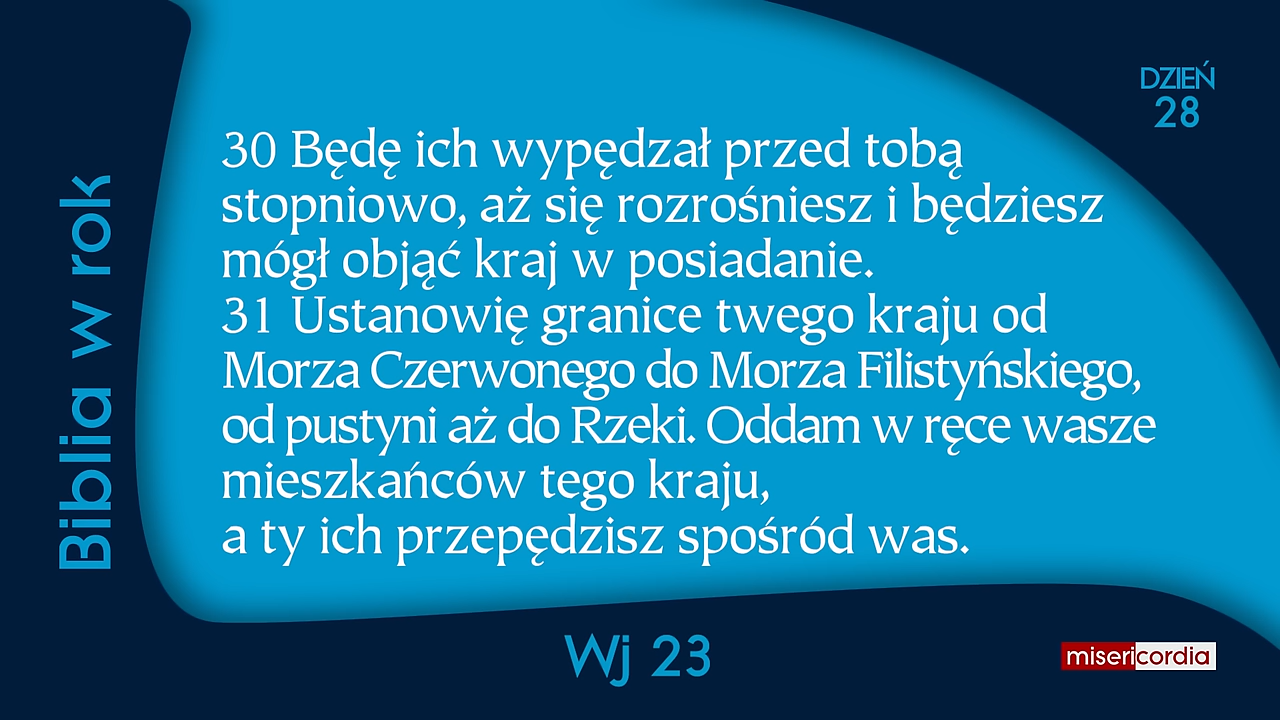 DZIEŃ
28
30 Będę ich wypędzał przed tobą
stopniowo, aż się rozrośniesz i będziesz
mógł objąć kraj w posiadanie.
31 Ustanowię granice twego kraju od
Morza Czerwonego do Morza Filistyńskiego,
od pustyni aż do Rzeki. Oddam w ręce wasze
mieszkańców tego kraju,
a ty ich przepędzisz spośród was.
Biblia w rok
Wj 23
misericordia